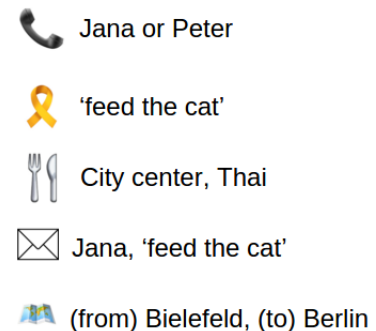 Jana or Peter
‘feed the cat’
City center, Thai
Jana, ‘feed the cat’
(from) Bielefeld, (to) Berlin